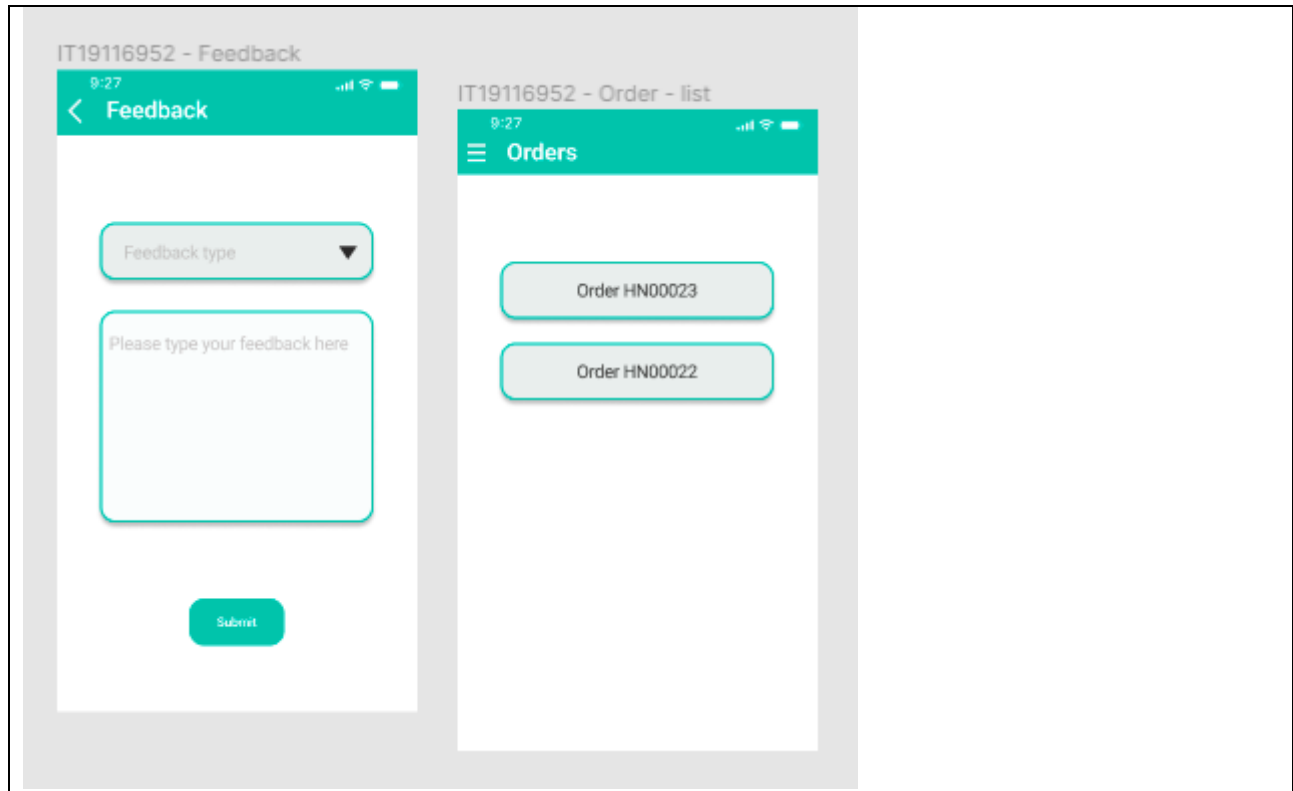 IT19116952 - Feedback
9:27
Feedback
Feedback type
Please type your feedback here
Submit
IT19116952 - Order - list
9:27
Orders
Order HN00023
Order HN00022